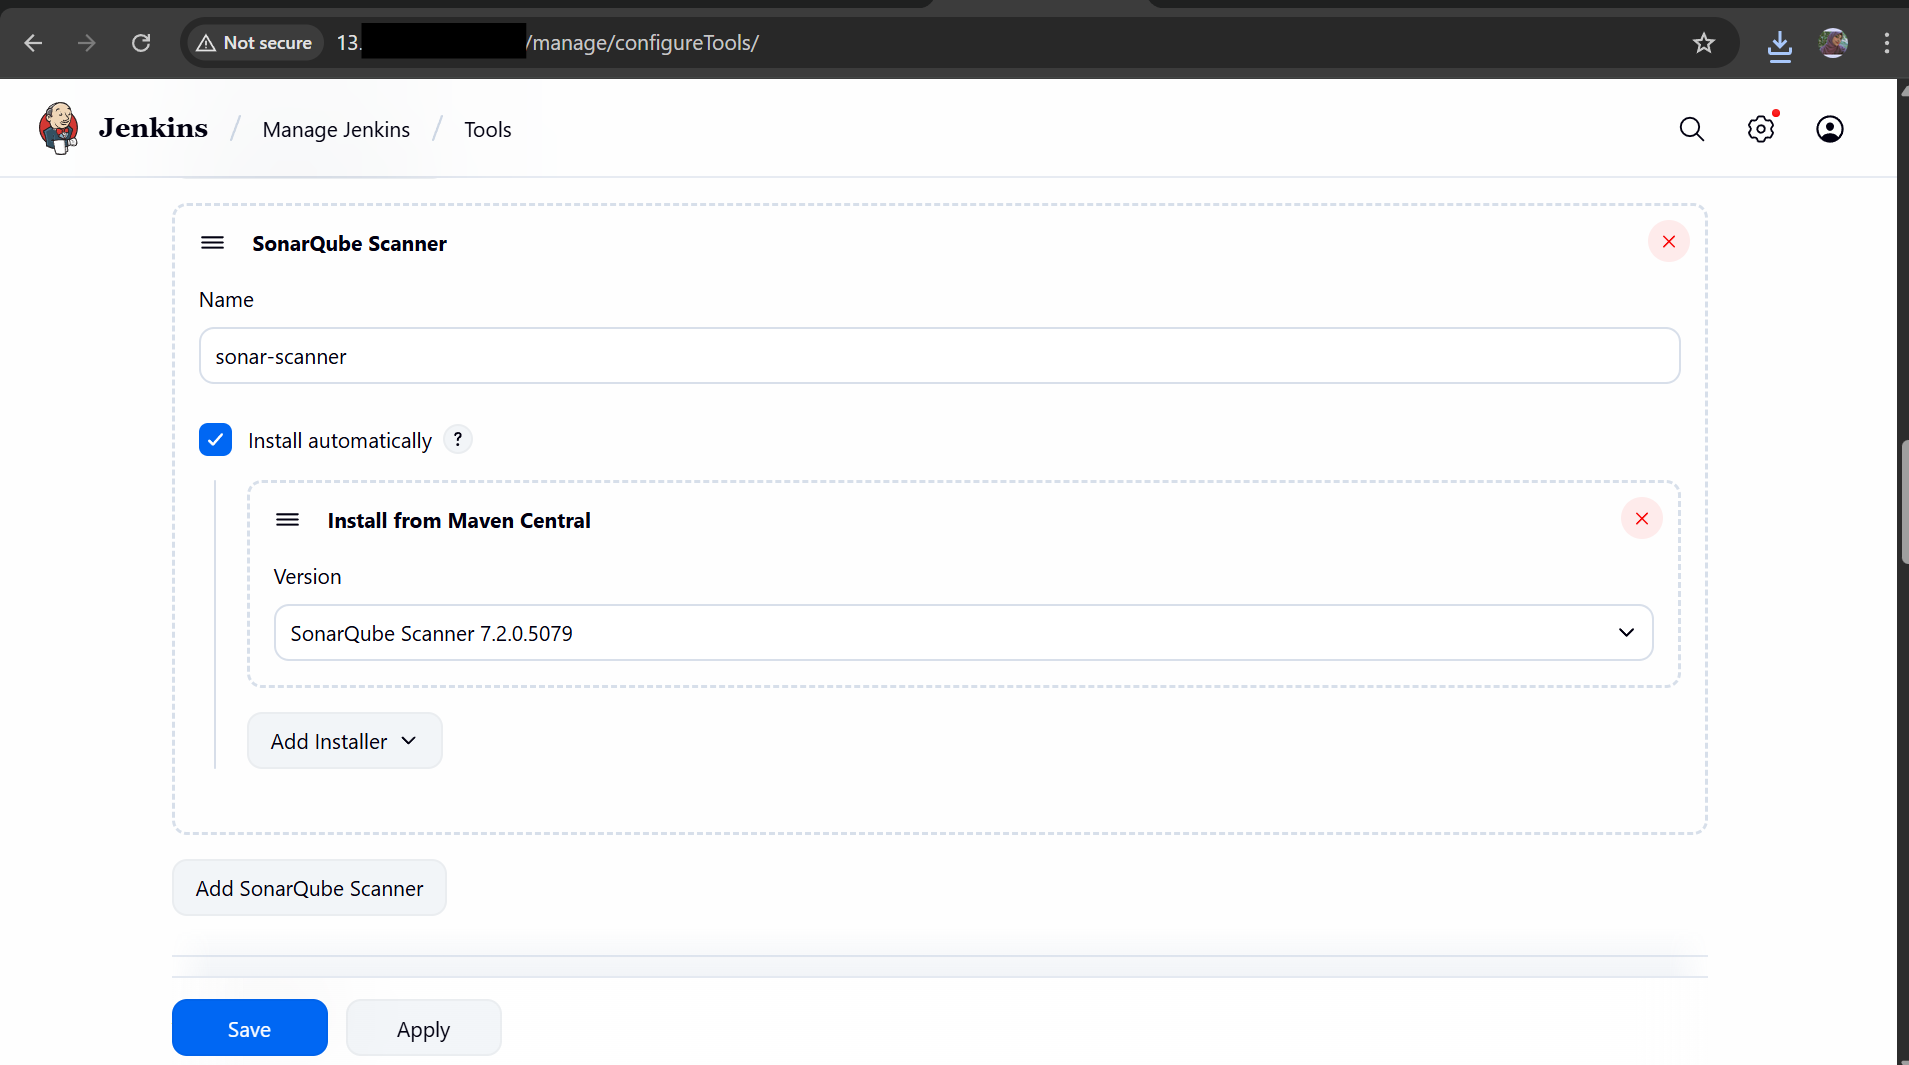 Not secure 13. /manage/configureTools/
Jenkins / Manage Jenkins / Tools
SonarQube Scanner
Name
sonar-scanner
Install automatically ?
Install from Maven Central
Version
SonarQube Scanner 7.2.0.5079
Add Installer
Add SonarQube Scanner
Save Apply